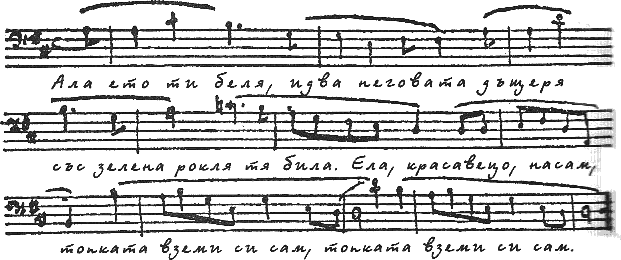 Ала ето ти беля, идва неговата дъщеря
със зелена рокля тя била. Ела, красавецо, насам,
топката вземи си сам, топката вземи си сам.